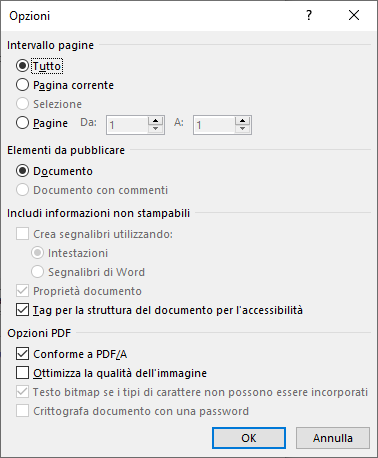 Opzioni
Intervallo pagine
Tutto
Pagina corrente
Selezione
Pagine Da: 1 A: 1
Elementi da pubblicare
Documento
Documento con commenti
Includi informazioni non stampabili
Crea segnalibri utilizzando:
Intestazioni
Segnalibri di Word
Proprietà documento
Tag per la struttura del documento per l'accessibilità
Opzioni PDF
Conforme a PDF/A
Ottimizza la qualità dell'immagine
Testo bitmap se i tipi di carattere non possono essere incorporati
Crittografa documento con una password
OK Annulla